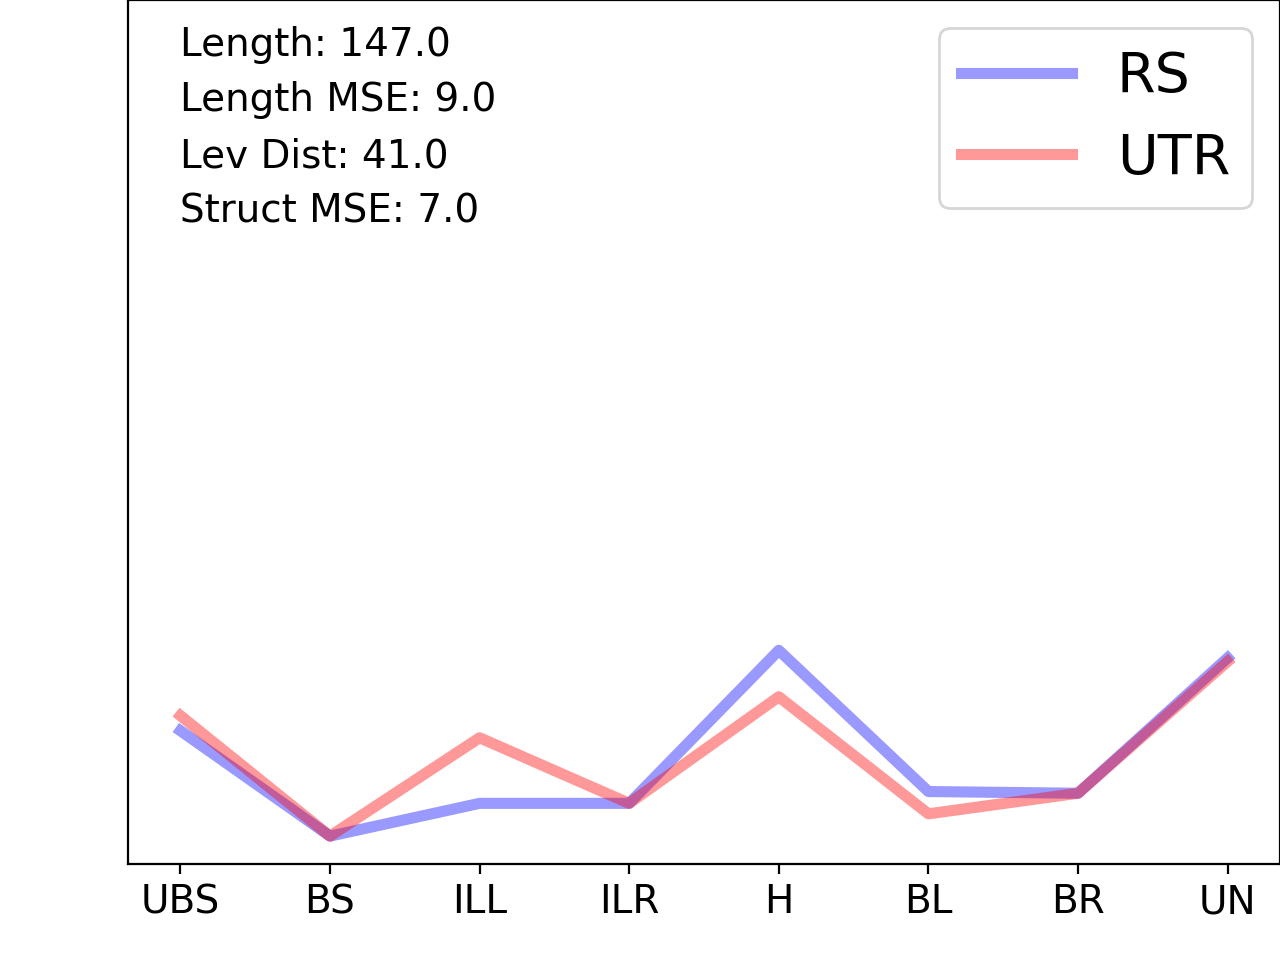 Length: 147.0
Length MSE: 9.0
Lev Dist: 41.0
Struct MSE: 7.0
RS
UTR
UBS BS ILL ILR H BL BR UN